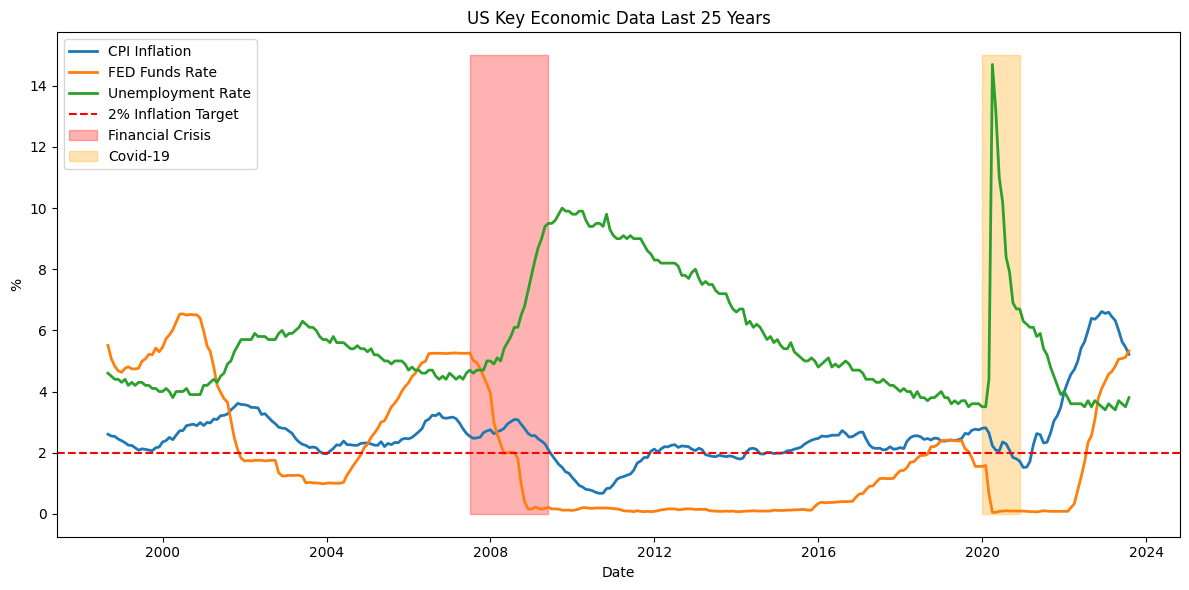 US Key Economic Data Last 25 Years
CPI Inflation
FED Funds Rate
Unemployment Rate
2% Inflation Target
Financial Crisis
Covid-19
14
12
10
8
6
4
2
0
%
2000 2004 2008 2012 2016 2020 2024
Date